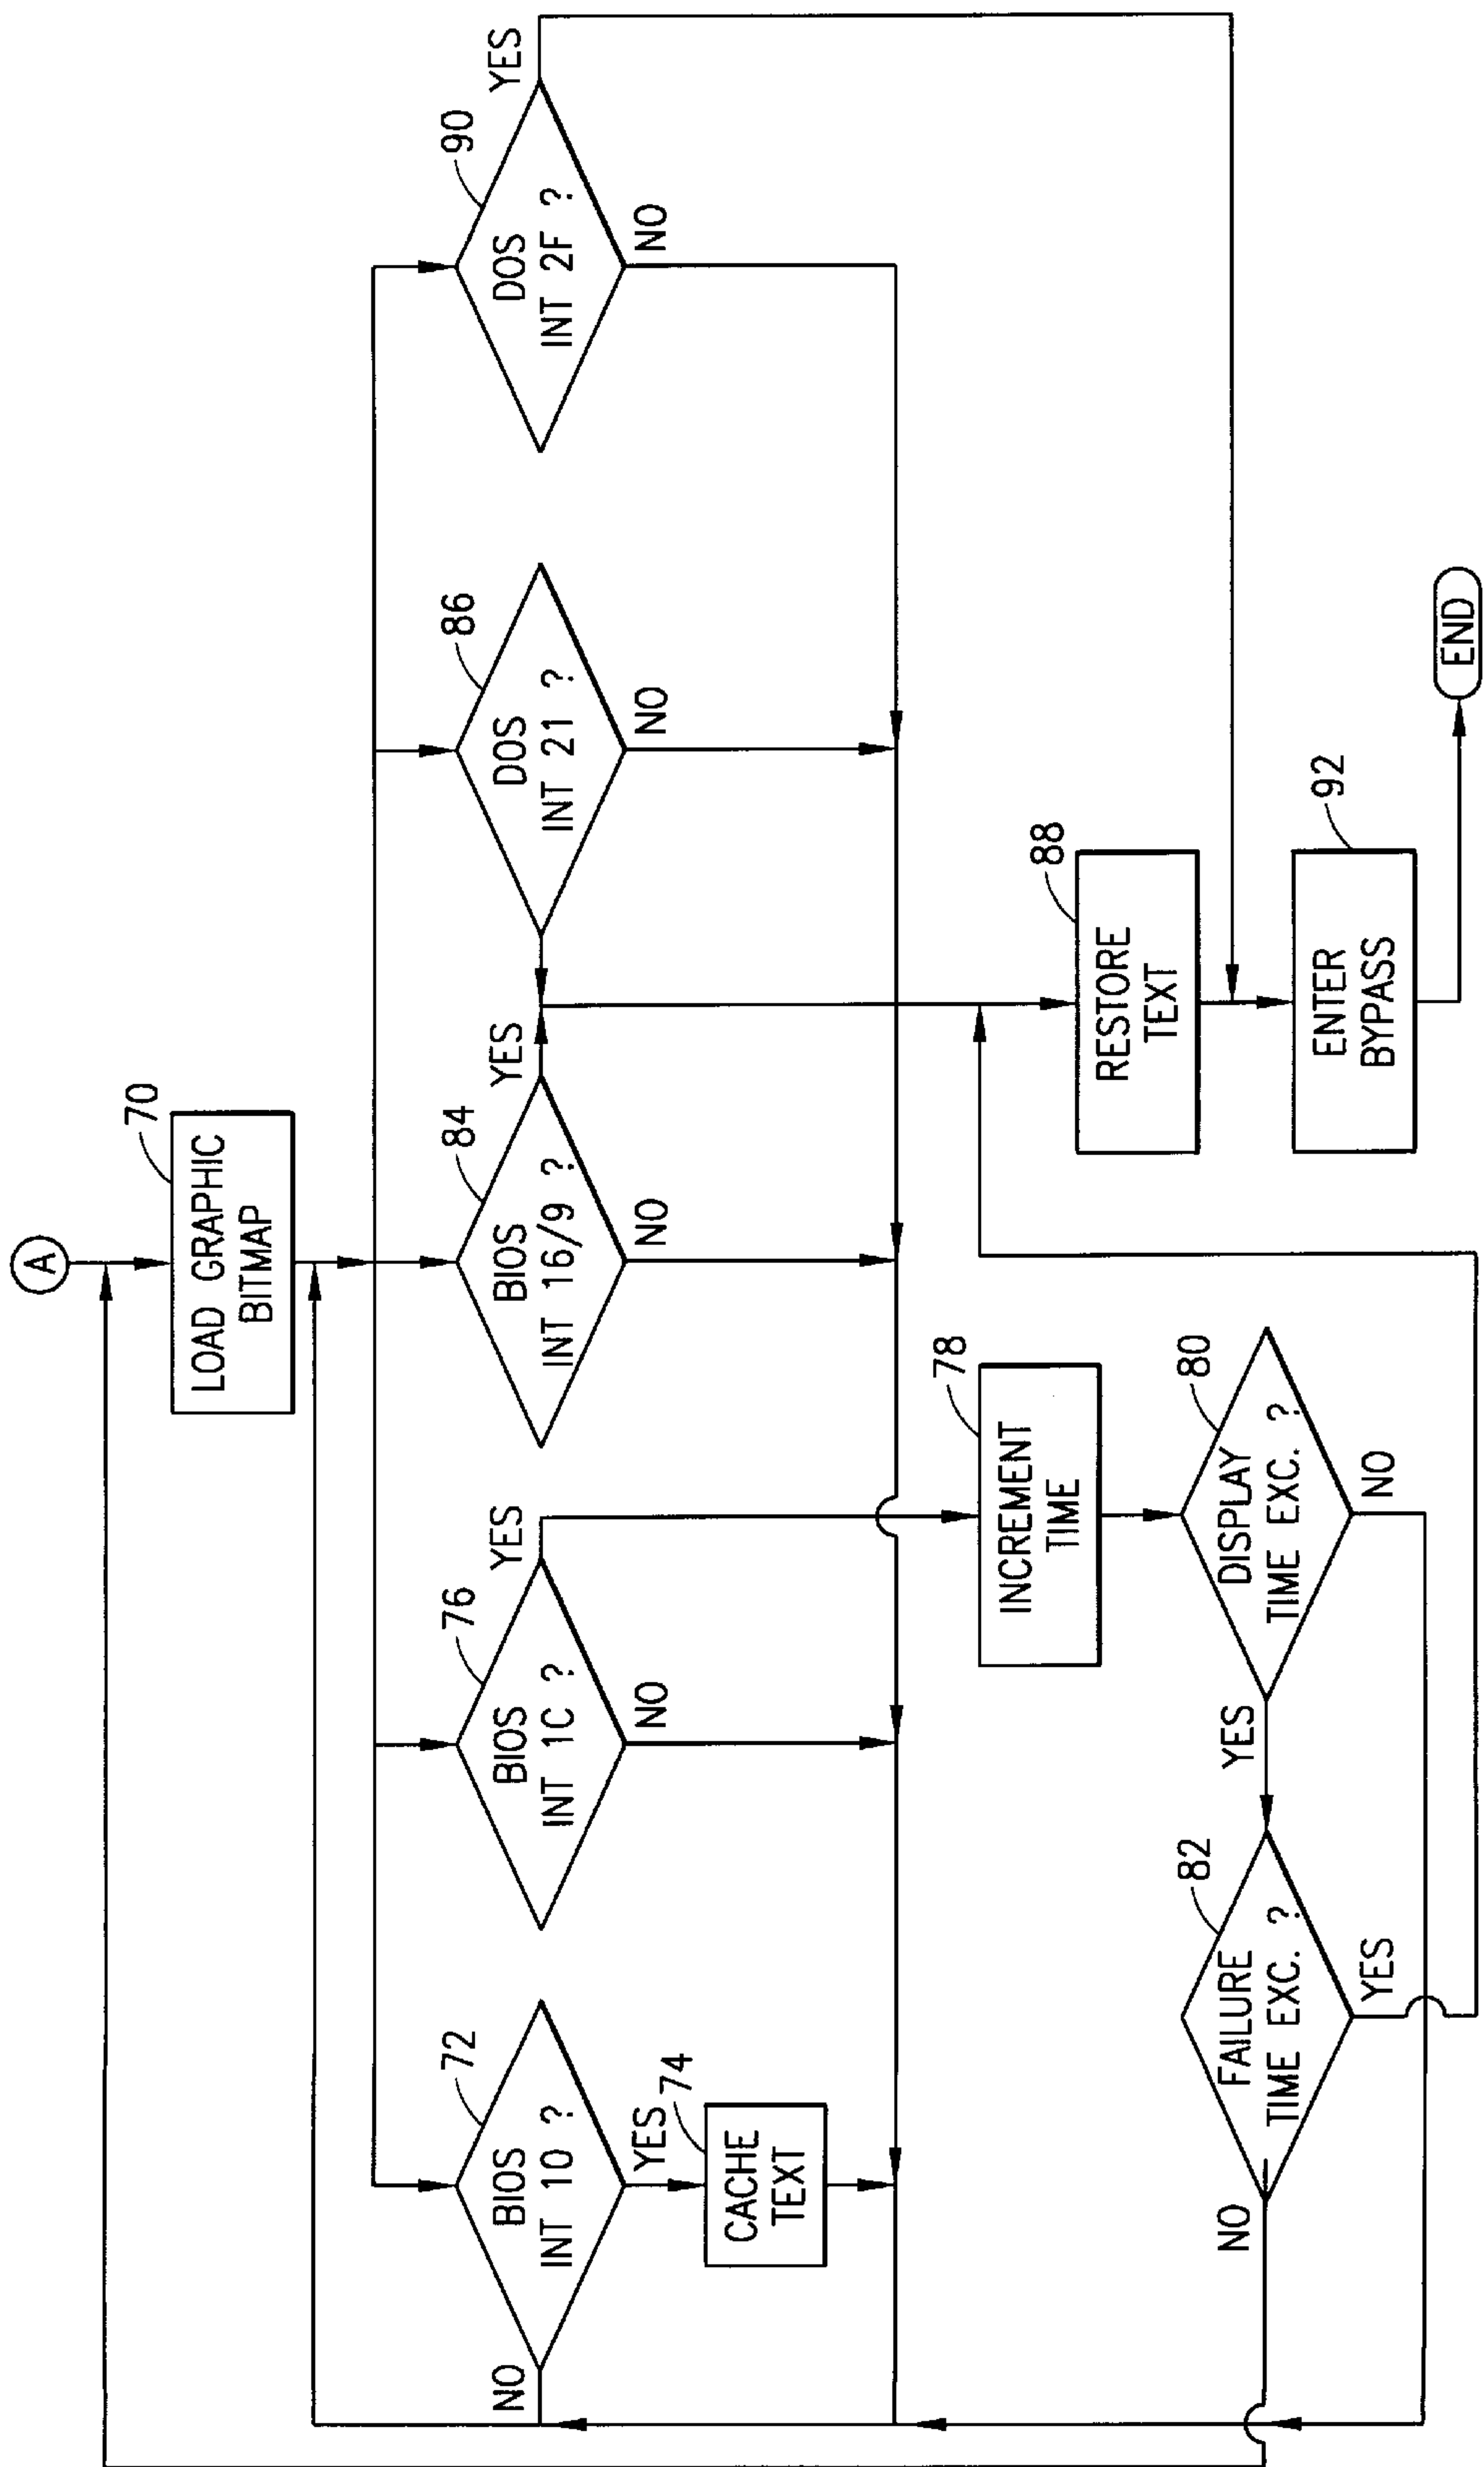 A
70
LOAD GRAPHIC
BITMAP
72
BIOS
INT 10 ?
NO
YES
74
CACHE
TEXT
76
BIOS
INT 1C ?
YES
NO
84
BIOS
INT 16/9 ?
YES
NO
86
DOS
INT 21 ?
NO
90
DOS
INT 2F ?
YES
NO
78
INCREMENT
TIME
80
DISPLAY
TIME EXC. ?
YES
NO
82
FAILURE
TIME EXC. ?
NO
YES
88
RESTORE
TEXT
92
ENTER
BYPASS
END